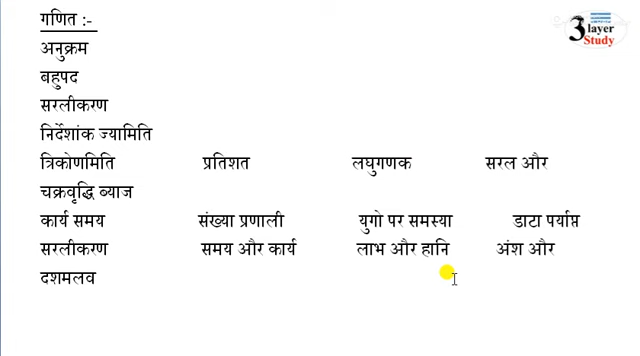 गणित :-
3 layer
Study
अनुक्रम
बहुपद
सरलीकरण
निर्देशांक ज्यामिति
त्रिकोणमिति प्रतिशत लघुगणक सरल और
चक्रवृद्धि ब्याज
कार्य समय संख्या प्रणाली युगो पर समस्या डाटा पर्याप्त
सरलीकरण समय और कार्य लाभ और हानि अंश और
दशमलव